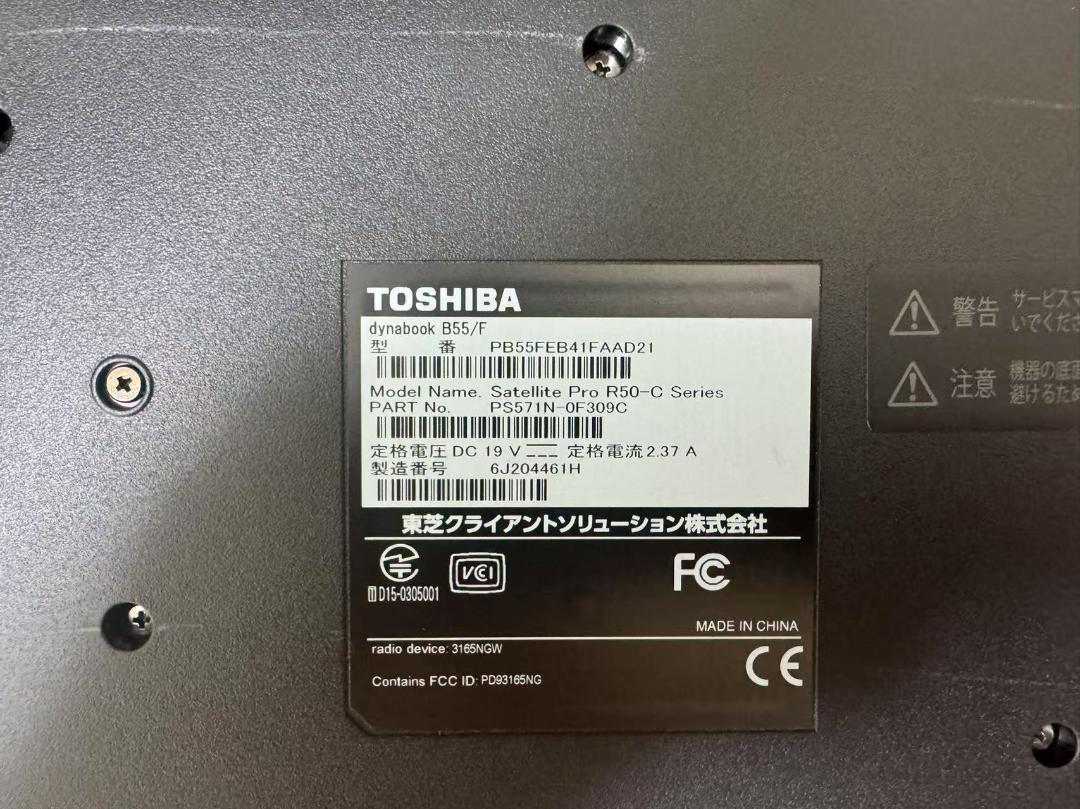 TOSHIBA
dynabook B55/F
型 番 PB55FEB41FAAD21
Model Name. Satellite Pro R50-C Series
PART No. PS571N-0F309C
定格電圧 DC 19 V 定格電流 2.37 A
製造番号 6J204461H
東芝クライアントソリューション株式会社
D15-0305001
VCI
FC
MADE IN CHINA
radio device: 3165NGW
CE
Contains FCC ID: PD93165NG
警告
サービスマ
いでくださ
注意
機器の底面
避けるため